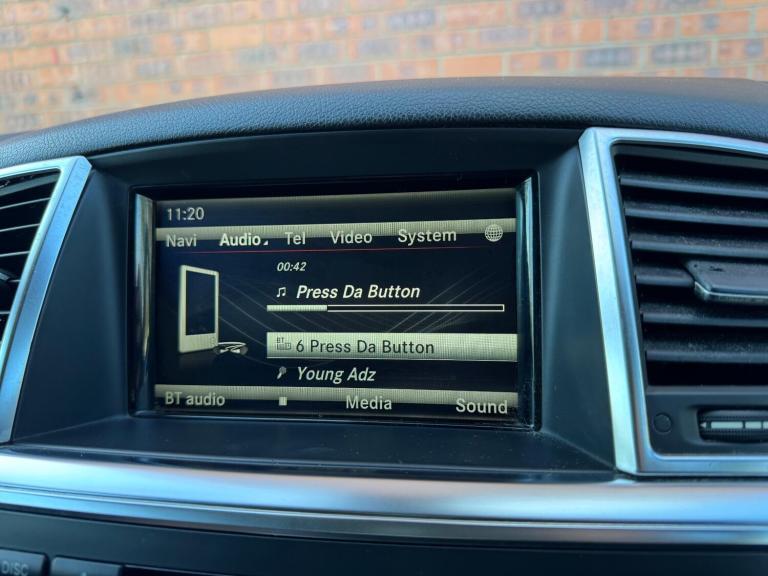 11:20
Navi Audio Tel Video System
00:42
Press Da Button
BT 6 Press Da Button
Young Adz
BT audio Media Sound
DISC